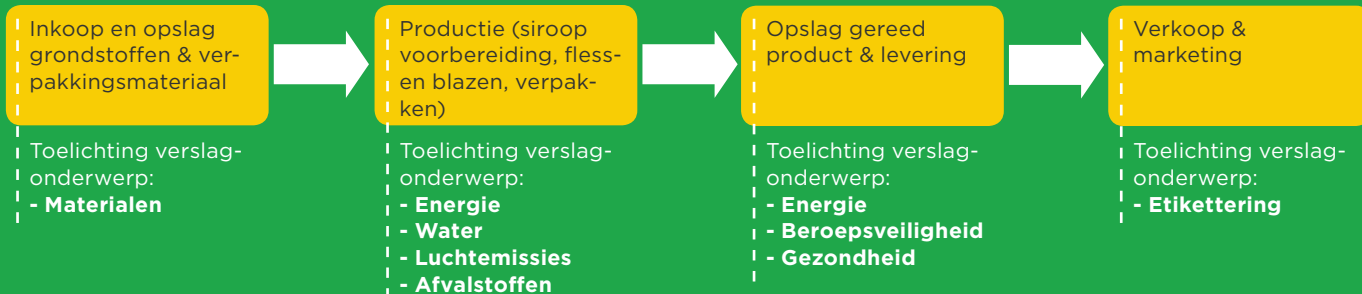 Inkoop en opslag
grondstoffen & ver-
pakkingsmateriaal
Toelichting verslag-
onderwerp:
- Materialen
Productie (siroop
voorbereiding, fless-
en blazen, verpak-
ken)
Toelichting verslag-
onderwerp:
- Energie
- Water
- Luchtemissies
- Afvalstoffen
Opslag gereed
product & levering
Toelichting verslag-
onderwerp:
- Energie
- Beroepsveiligheid
- Gezondheid
Verkoop &
marketing
Toelichting verslag-
onderwerp:
- Etikettering